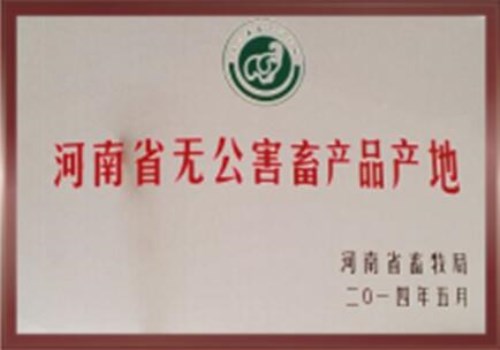 河南省无公害畜产品产地
河南省畜牧局
二〇一四年五月